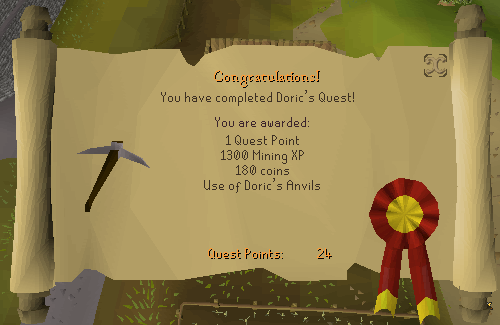 Congratulations!
You have completed Doric's Quest!
You are awarded:
1 Quest Point
1300 Mining XP
180 coins
Use of Doric's Anvils
Quest Points: 24